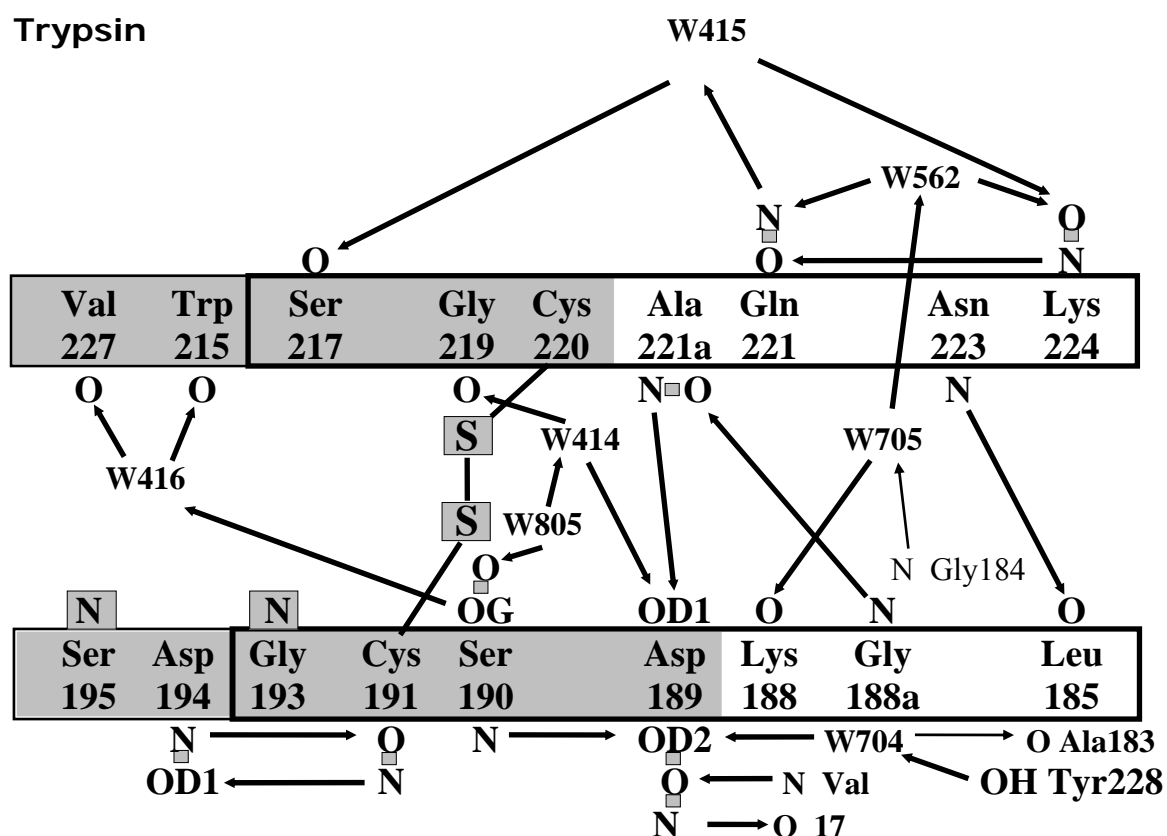 Trypsin
W415
W562
N O
O O N
Val Trp Ser Gly Cys Ala Gln Asn Lys
227 215 217 219 220 221a 221 223 224
O O O N O N
S W414 W705
W416
S W805
O N Gly184
N N OG OD1 O N O
Ser Asp Gly Cys Ser Asp Lys Gly Leu
195 194 193 191 190 189 188 188a 185
N O N OD2 W704 O Ala183
OD1 N O N Val OH Tyr228
N O 17